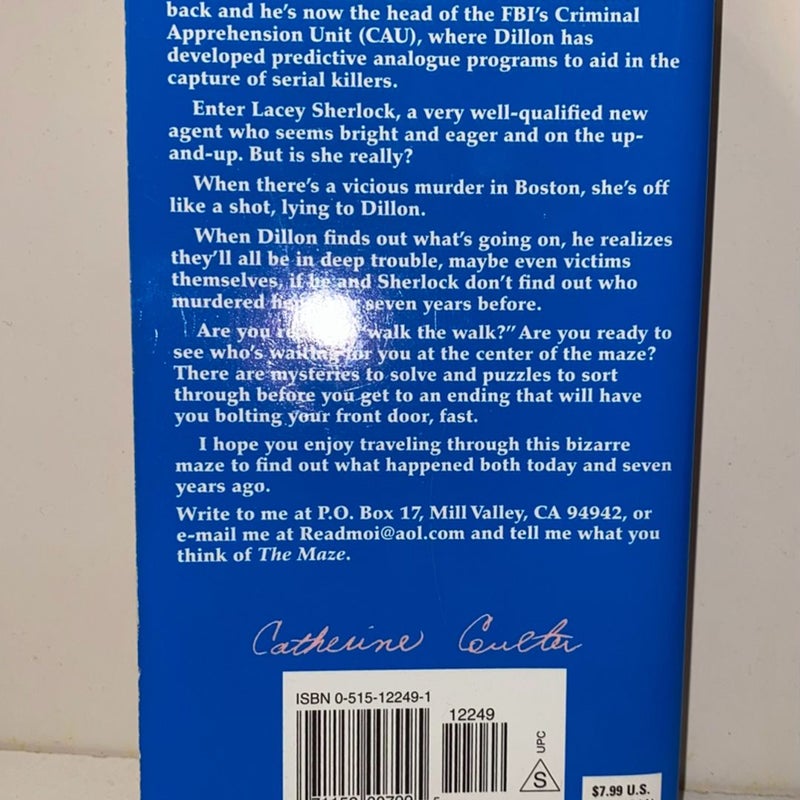 back and he's now the head of the FBI's Criminal
Apprehension Unit (CAU), where Dillon has
developed predictive analogue programs to aid in the
capture of serial killers.
Enter Lacey Sherlock, a very well-qualified new
agent who seems bright and eager and on the up-
and-up. But is she really?
When there's a vicious murder in Boston, she's off
like a shot, lying to Dillon.
When Dillon finds out what's going on, he realizes
they'll all be in deep trouble, maybe even victims
themselves, if he and Sherlock don't find out who
murdered seven years before.
Are you walk the walk?" Are you ready to
see who's waiting for you at the center of the maze?
There are mysteries to solve and puzzles to sort
through before you get to an ending that will have
you bolting your front door, fast.
I hope you enjoy traveling through this bizarre
maze to find out what happened both today and seven
years ago.
Write to me at P.O. Box 17, Mill Valley, CA 94942, or
e-mail me at Readmoi@aol.com and tell me what you
think of The Maze.
Catherine Coulter
ISBN 0-515-12249-1
12249
UPC
S
$7.99 U.S.